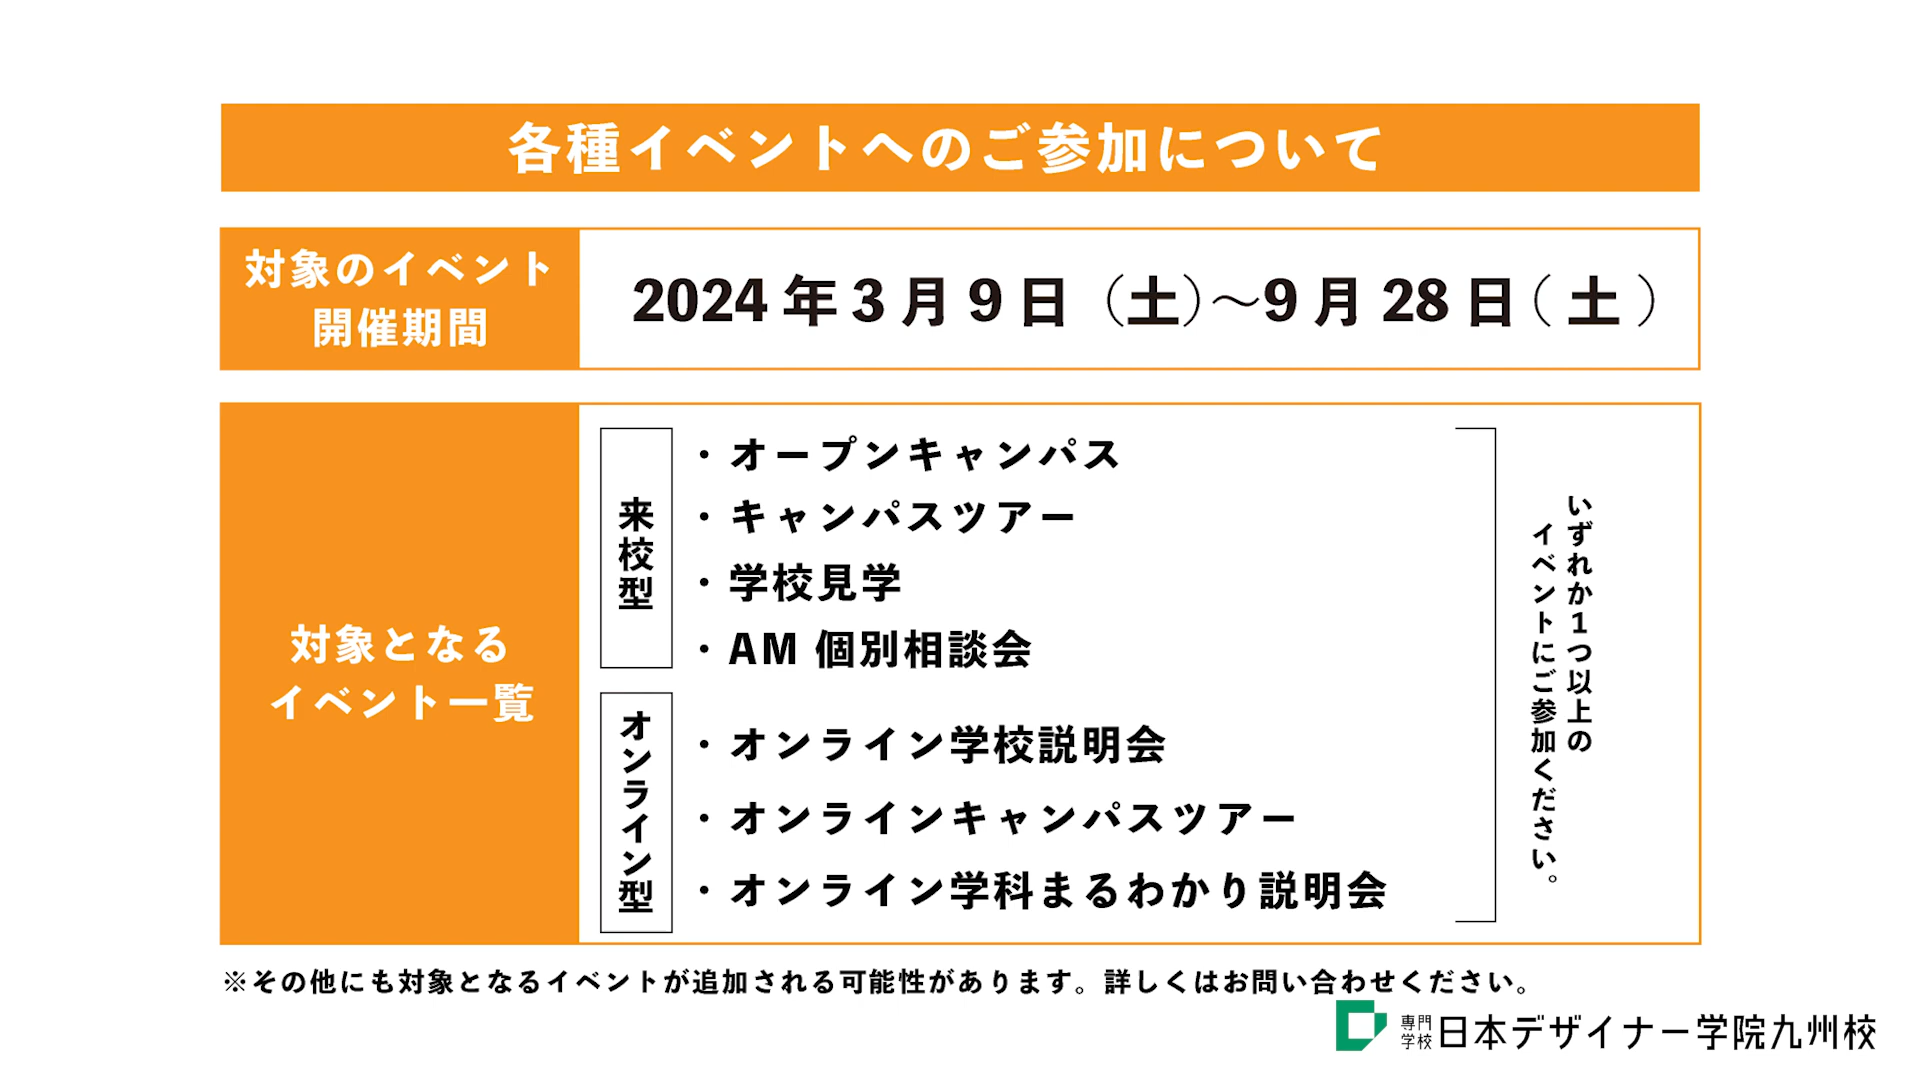 各種イベントへのご参加について
対象のイベント
開催期間
2024年3月9日（土）～9月28日（土）
対象となる
イベント一覧
来校型
・オープンキャンパス
・キャンパスツアー
・学校見学
・AM 個別相談会
オンライン型
・オンライン学校説明会
・オンラインキャンパスツアー
・オンライン学科まるわかり説明会
いずれか1つ以上の
イベントにご参加ください。
※その他にも対象となるイベントが追加される可能性があります。詳しくはお問い合わせください。
専門
学校
日本デザイナー学院九州校